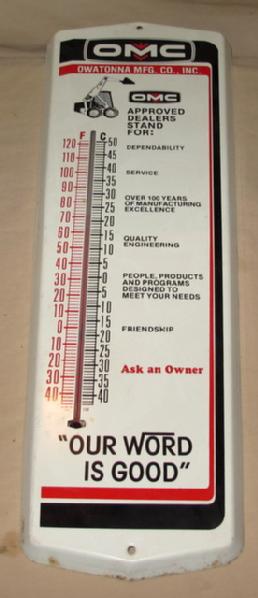 OMC
OWATONNA MFG. CO., INC.
OMC
APPROVED
DEALERS
STAND
FOR:
F C
120 50
110 45
100 40
90 35
80 30
70 25
60 20
50 15
40 10
30 5
20 0
10 5
0 10
10 15
20 20
30 25
40 30
35
40
DEPENDABILITY
SERVICE
OVER 100 YEARS
OF MANUFACTURING
EXCELLENCE
QUALITY
ENGINEERING
PEOPLE, PRODUCTS
AND PROGRAMS
DESIGNED TO
MEET YOUR NEEDS
FRIENDSHIP
Ask an Owner
"OUR WORD
IS GOOD"